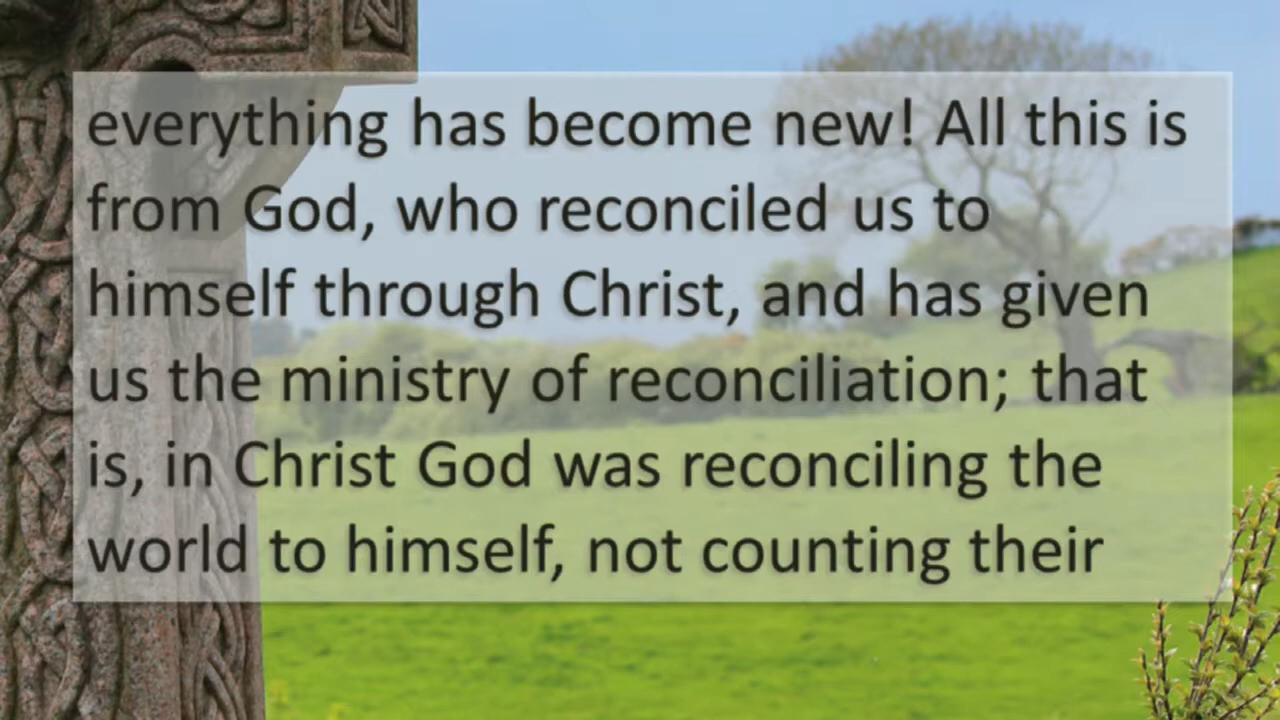 everything has become new! All this is
from God, who reconciled us to
himself through Christ, and has given
us the ministry of reconciliation; that
is, in Christ God was reconciling the
world to himself, not counting their